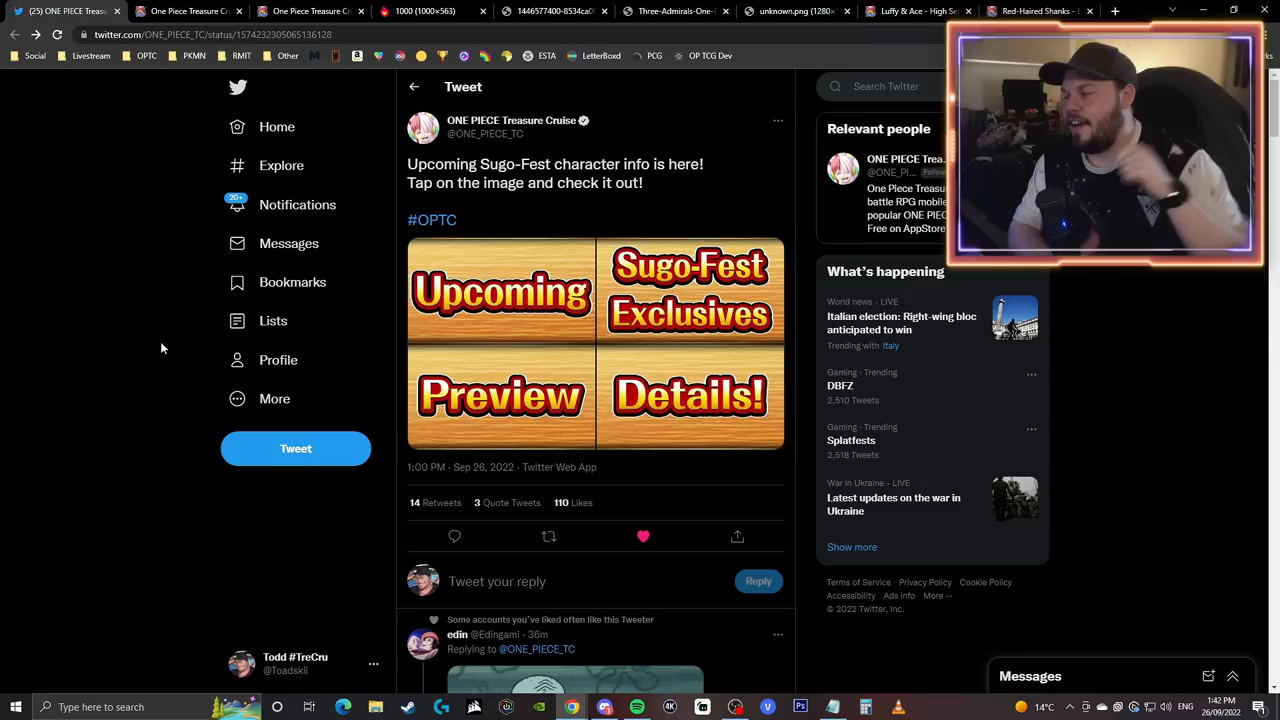 (25) ONE PIECE Treas
One Piece Treasure Cr
One Piece Treasure Cr
1000 (1000×563)
1446577400-8534ca05
Three-Admirals-One-F
unknown.png (1280×
Luffy & Ace - High Se
Red-Haired Shanks -
twitter.com/ONE_PIECE_TC/status/1574232305065136128
Social
Livestream
OPTC
PKMN
RMIT
Other
ESTA
LetterBoxd
PCG
OP TCG Dev
Tweet
Search Twitter
ONE PIECE Treasure Cruise
@ONE_PIECE_TC
Upcoming Sugo-Fest character info is here!
Tap on the image and check it out!
#OPTC
Upcoming
Sugo-Fest
Exclusives
Preview
Details!
1:00 PM · Sep 26, 2022 · Twitter Web App
14 Retweets 3 Quote Tweets 110 Likes
Tweet your reply
Reply
Some accounts you've liked often like this Tweeter
edin @Edingami · 36m
Replying to @ONE_PIECE_TC
20+
Home
Explore
Notifications
Messages
Bookmarks
Lists
Profile
More
Tweet
Todd #TreCru
@Toadskii
Relevant people
ONE PIECE Trea
@ONE_PI...
Follow
One Piece Treasu
battle RPG mobile
popular ONE PIEC
Free on AppStore
What's happening
World news · LIVE
Italian election: Right-wing bloc
anticipated to win
Trending with Italy
Gaming · Trending
DBFZ
2,510 Tweets
Gaming · Trending
Splatfests
2,518 Tweets
War in Ukraine · LIVE
Latest updates on the war in
Ukraine
Show more
Terms of Service Privacy Policy Cookie Policy
Accessibility Ads info More ···
© 2022 Twitter, Inc.
Messages
Type here to search
14°C
1:42 PM
26/09/2022